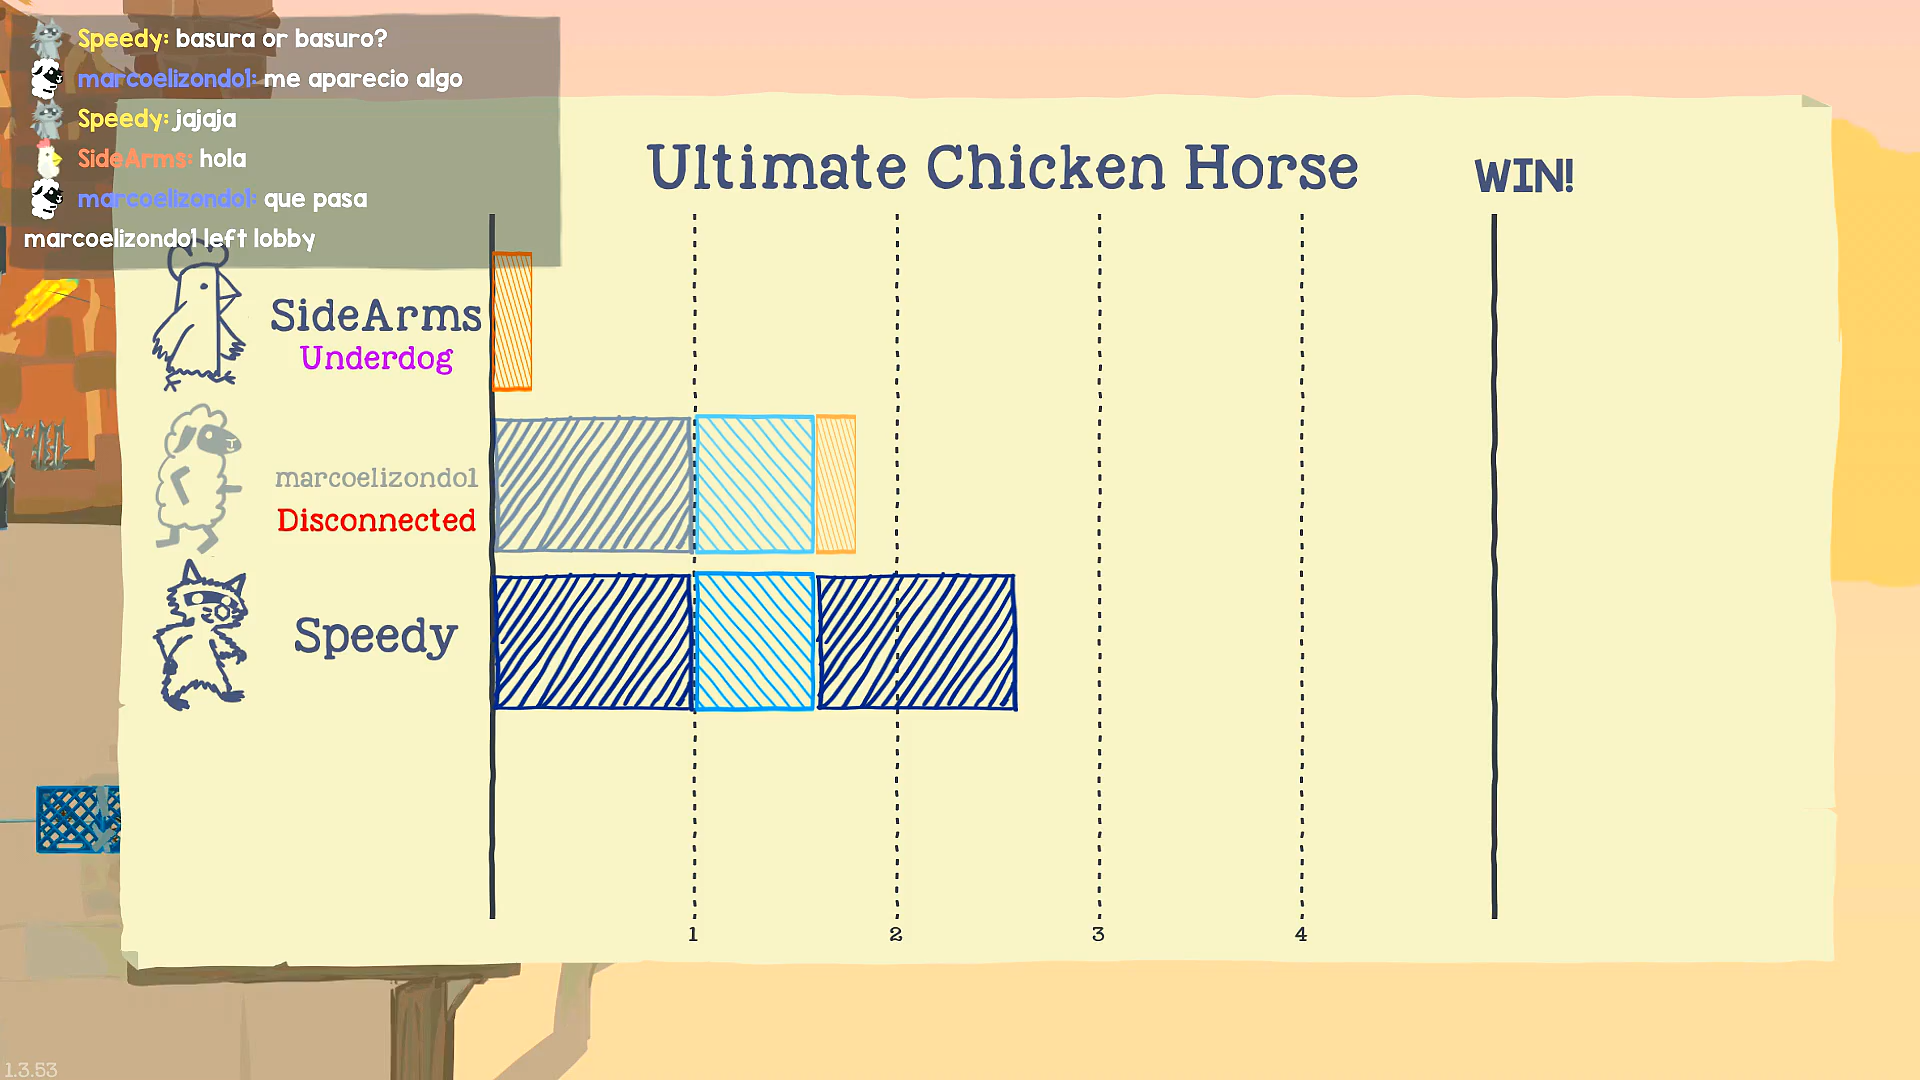 Speedy: basura or basuro?
marcoelizondo1: me aparecio algo
Speedy: jajaja
SideArms: hola
marcoelizondo1: que pasa
marcoelizondo1 left lobby
Ultimate Chicken Horse
WIN!
SideArms
Underdog
marcoelizondo1
Disconnected
Speedy
1 2 3 4
1.3.53